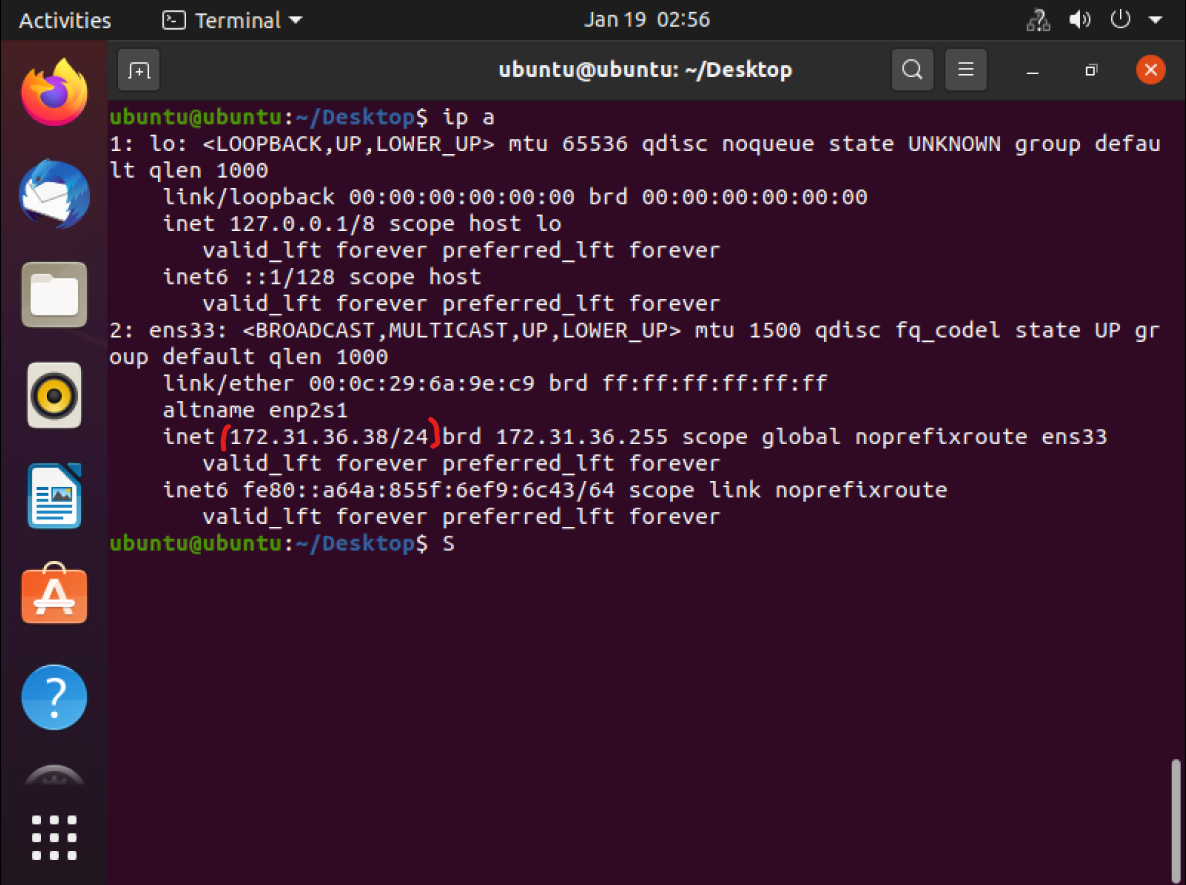 Activities Terminal Jan 19 02:56
ubuntu@ubuntu: ~/Desktop
ubuntu@ubuntu:~/Desktop$ ip a
1: lo: <LOOPBACK,UP,LOWER_UP> mtu 65536 qdisc noqueue state UNKNOWN group defau
lt qlen 1000
    link/loopback 00:00:00:00:00:00 brd 00:00:00:00:00:00
    inet 127.0.0.1/8 scope host lo
       valid_lft forever preferred_lft forever
    inet6 ::1/128 scope host
       valid_lft forever preferred_lft forever
2: ens33: <BROADCAST,MULTICAST,UP,LOWER_UP> mtu 1500 qdisc fq_codel state UP gr
oup default qlen 1000
    link/ether 00:0c:29:6a:9e:c9 brd ff:ff:ff:ff:ff:ff
    altname enp2s1
    inet (172.31.36.38/24) brd 172.31.36.255 scope global noprefixroute ens33
       valid_lft forever preferred_lft forever
    inet6 fe80::a64a:855f:6ef9:6c43/64 scope link noprefixroute
       valid_lft forever preferred_lft forever
ubuntu@ubuntu:~/Desktop$ S